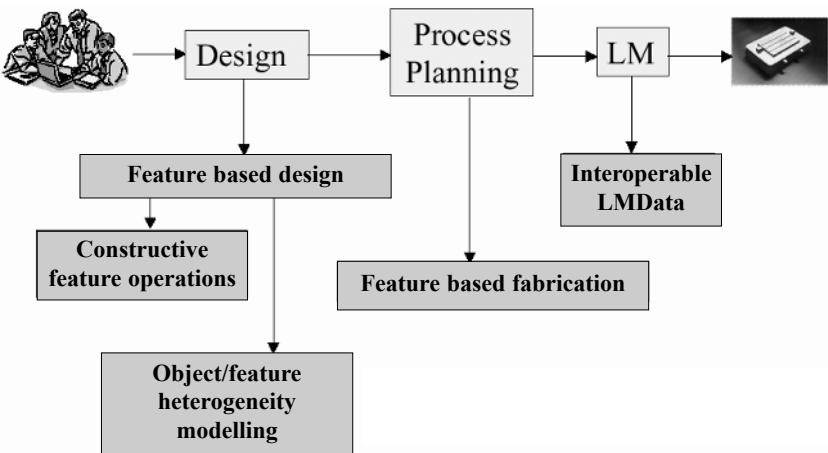 Design
Process
Planning
LM
Feature based design
Interoperable
LMData
Constructive
feature operations
Feature based fabrication
Object/feature
heterogeneity
modelling